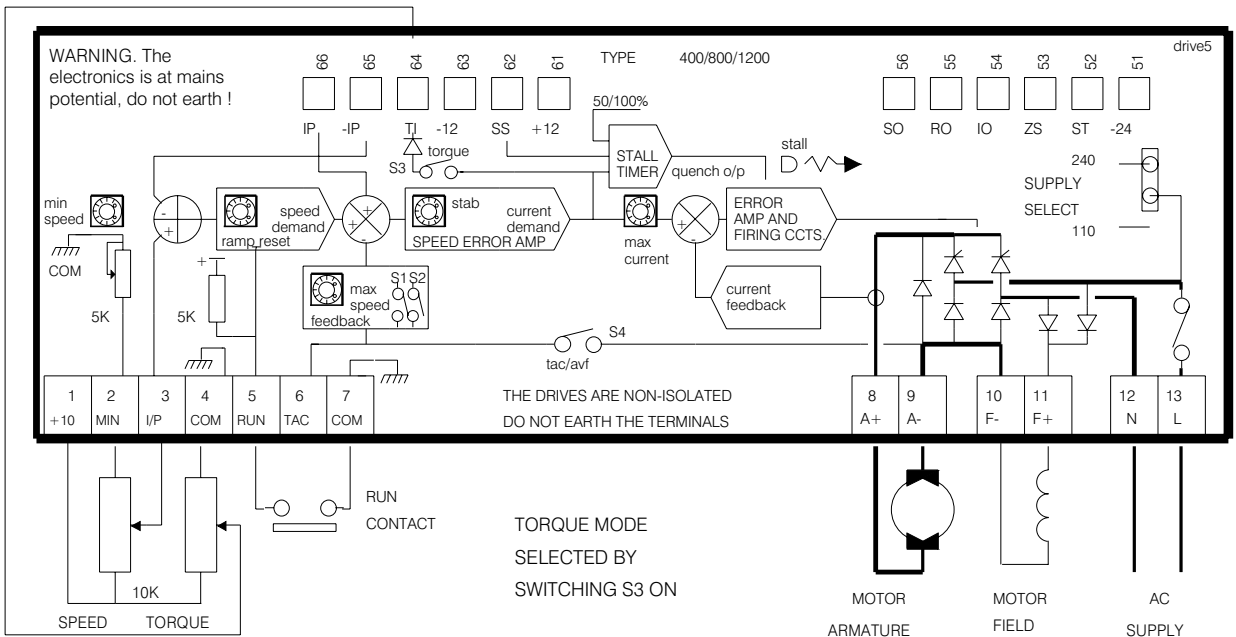 WARNING. The
electronics is at mains
potential, do not earth !
66 65 64 63 62 61
TYPE 400/800/1200
56 55 54 53 52 51
drive5
50/100%
IP -IP TI -12 SS +12
SO RO IO ZS ST -24
S3 torque
STALL
TIMER
stall
quench o/p
240
SUPPLY
SELECT
110
min
speed
COM
5K
- +
speed
demand
ramp reset
+ + -
stab
current
demand
SPEED ERROR AMP
max
current
+ -
ERROR
AMP AND
FIRING CCTS.
+
5K
max
speed
feedback
S1 S2
current
feedback
S4
tac/avf
1 2 3 4 5 6 7
+10 MIN I/P COM RUN TAC COM
THE DRIVES ARE NON-ISOLATED
DO NOT EARTH THE TERMINALS
8 9 10 11 12 13
A+ A- F- F+ N L
RUN
CONTACT
TORQUE MODE
SELECTED BY
SWITCHING S3 ON
10K
SPEED TORQUE
MOTOR
ARMATURE
MOTOR
FIELD
AC
SUPPLY